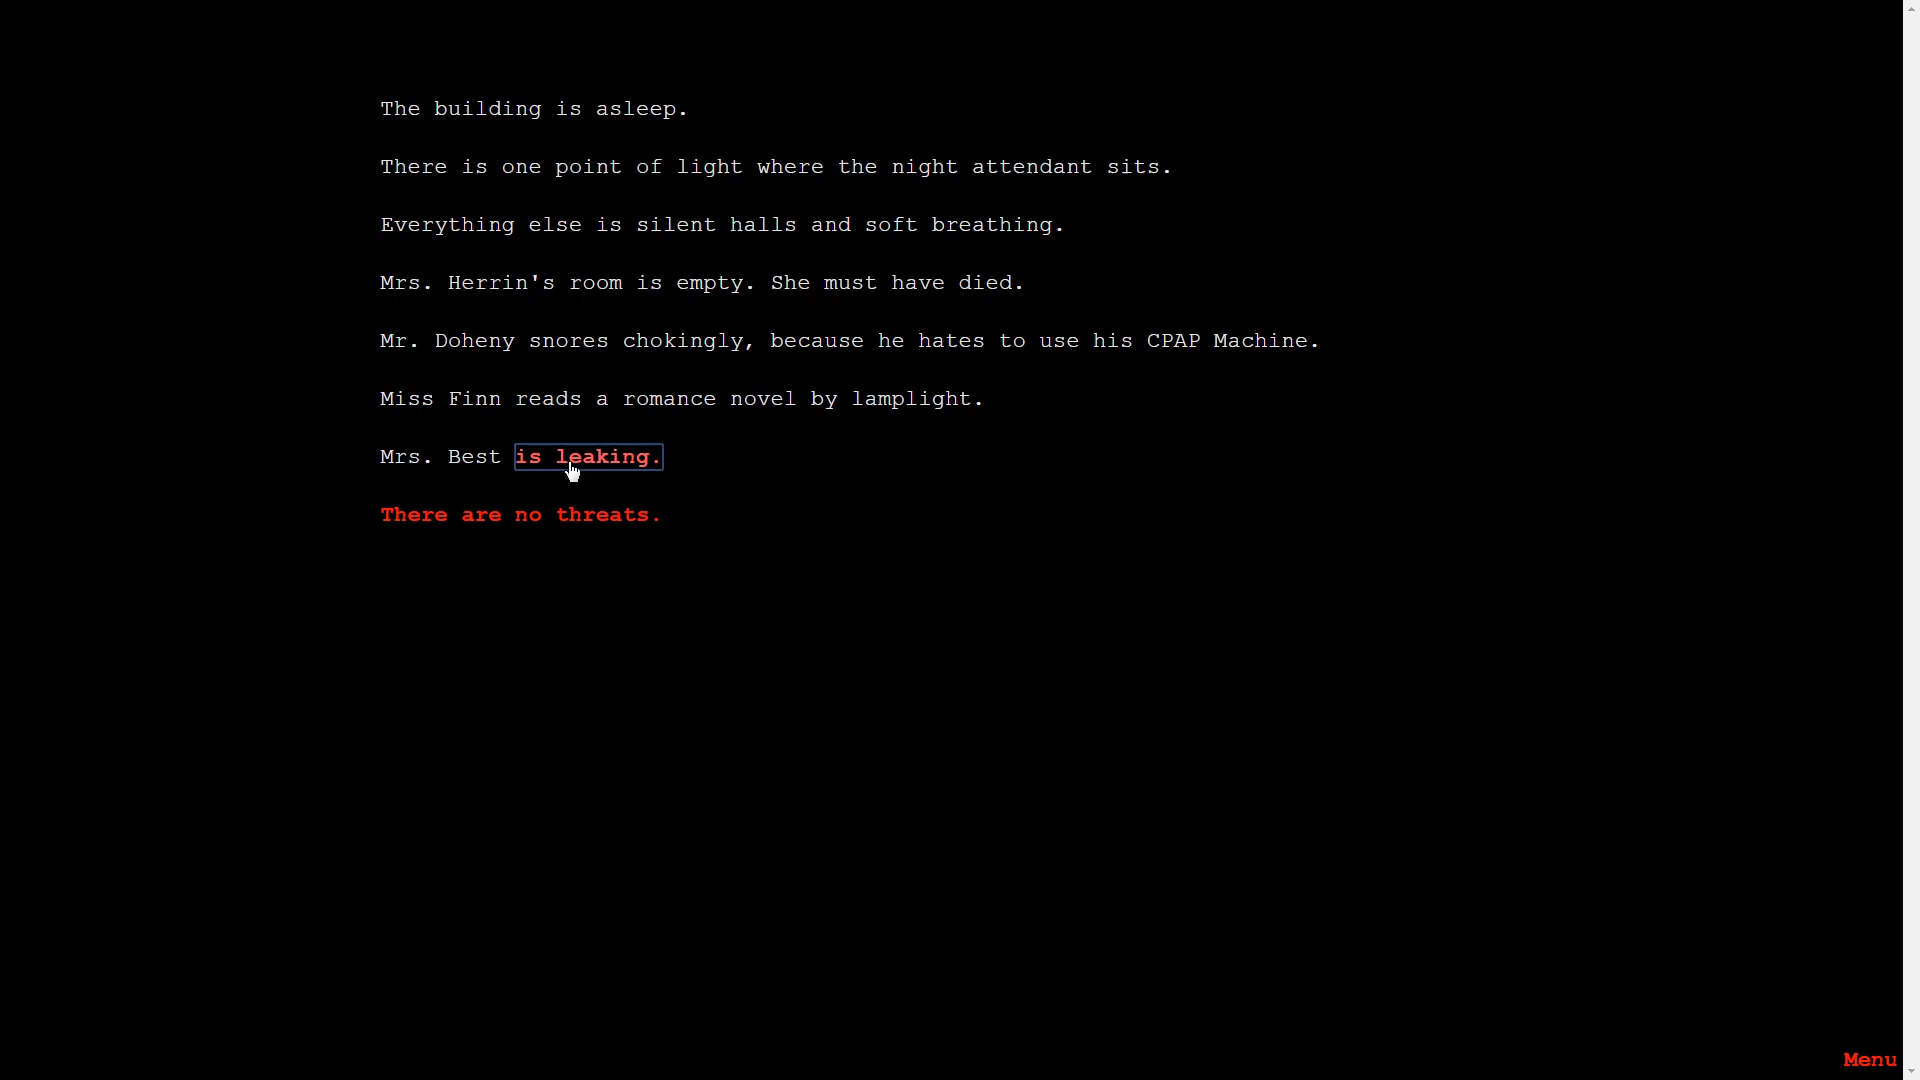 The building is asleep.
There is one point of light where the night attendant sits.
Everything else is silent halls and soft breathing.
Mrs. Herrin's room is empty. She must have died.
Mr. Doheny snores chokingly, because he hates to use his CPAP Machine.
Miss Finn reads a romance novel by lamplight.
Mrs. Best is leaking.
There are no threats.
Menu